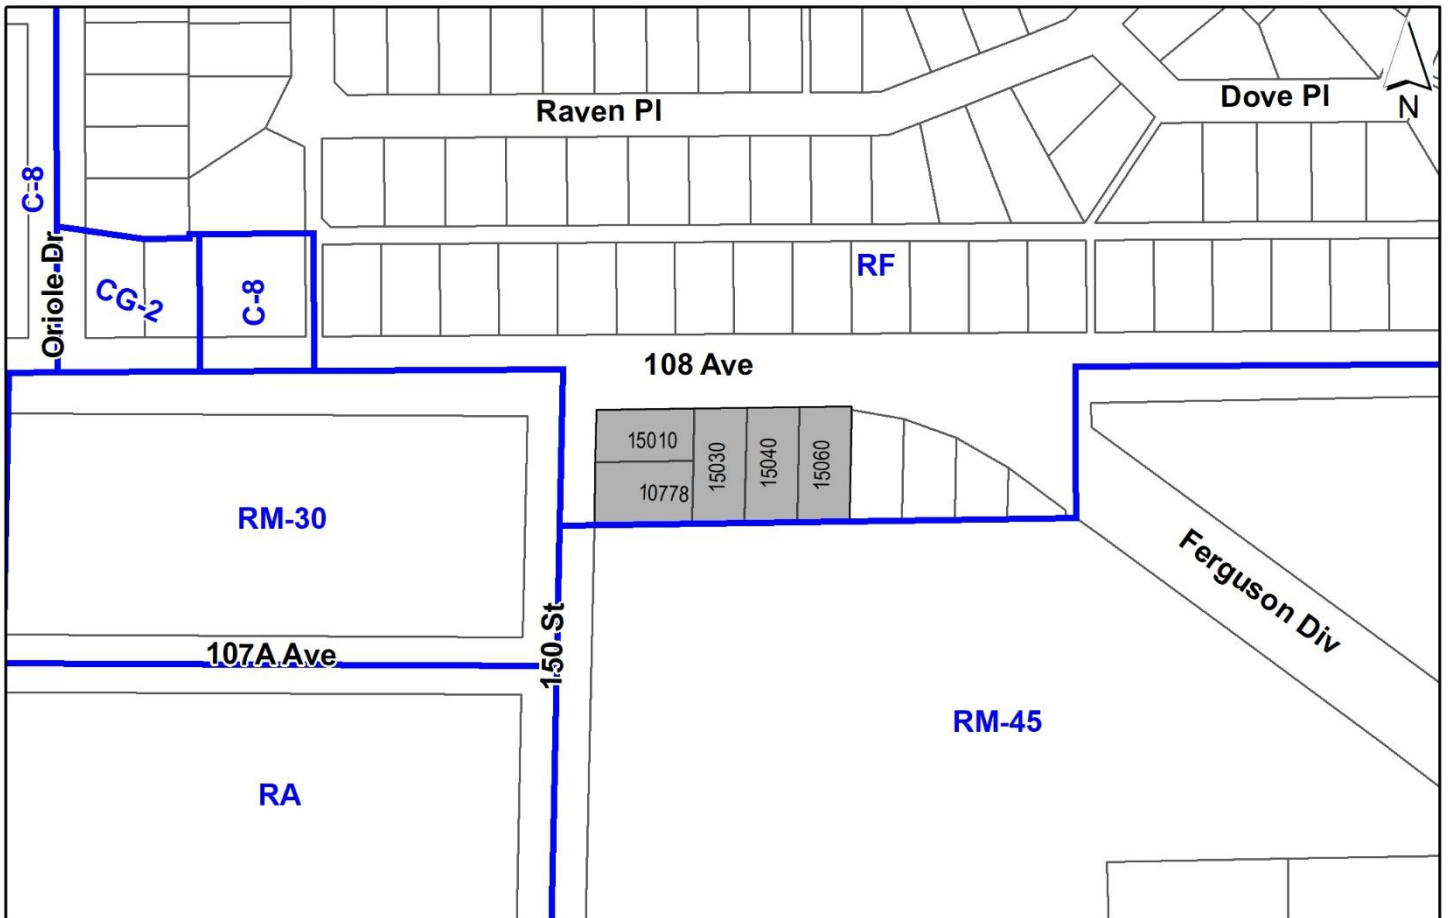 Raven Pl
Dove Pl
N
C-8
Oriole Dr
CG-2
C-8
RF
108 Ave
15010
10778
15030
15040
15060
RM-30
Ferguson Div
107A Ave
150 St
RM-45
RA